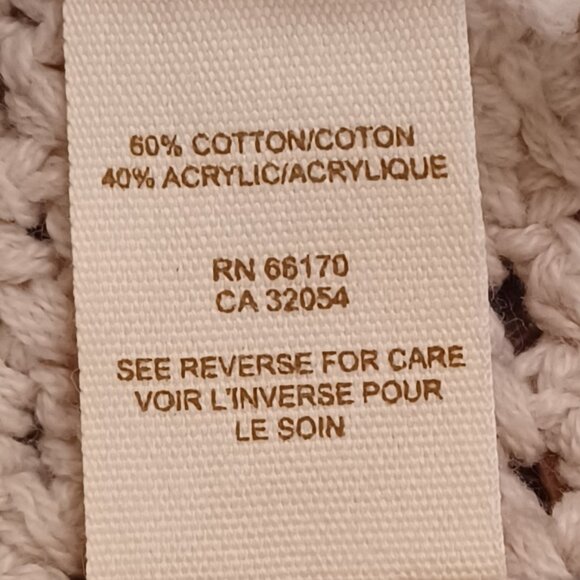 60% COTTON/COTON
40% ACRYLIC/ACRYLIQUE
RN 66170
CA 32054
SEE REVERSE FOR CARE
VOIR L'INVERSE POUR
LE SOIN